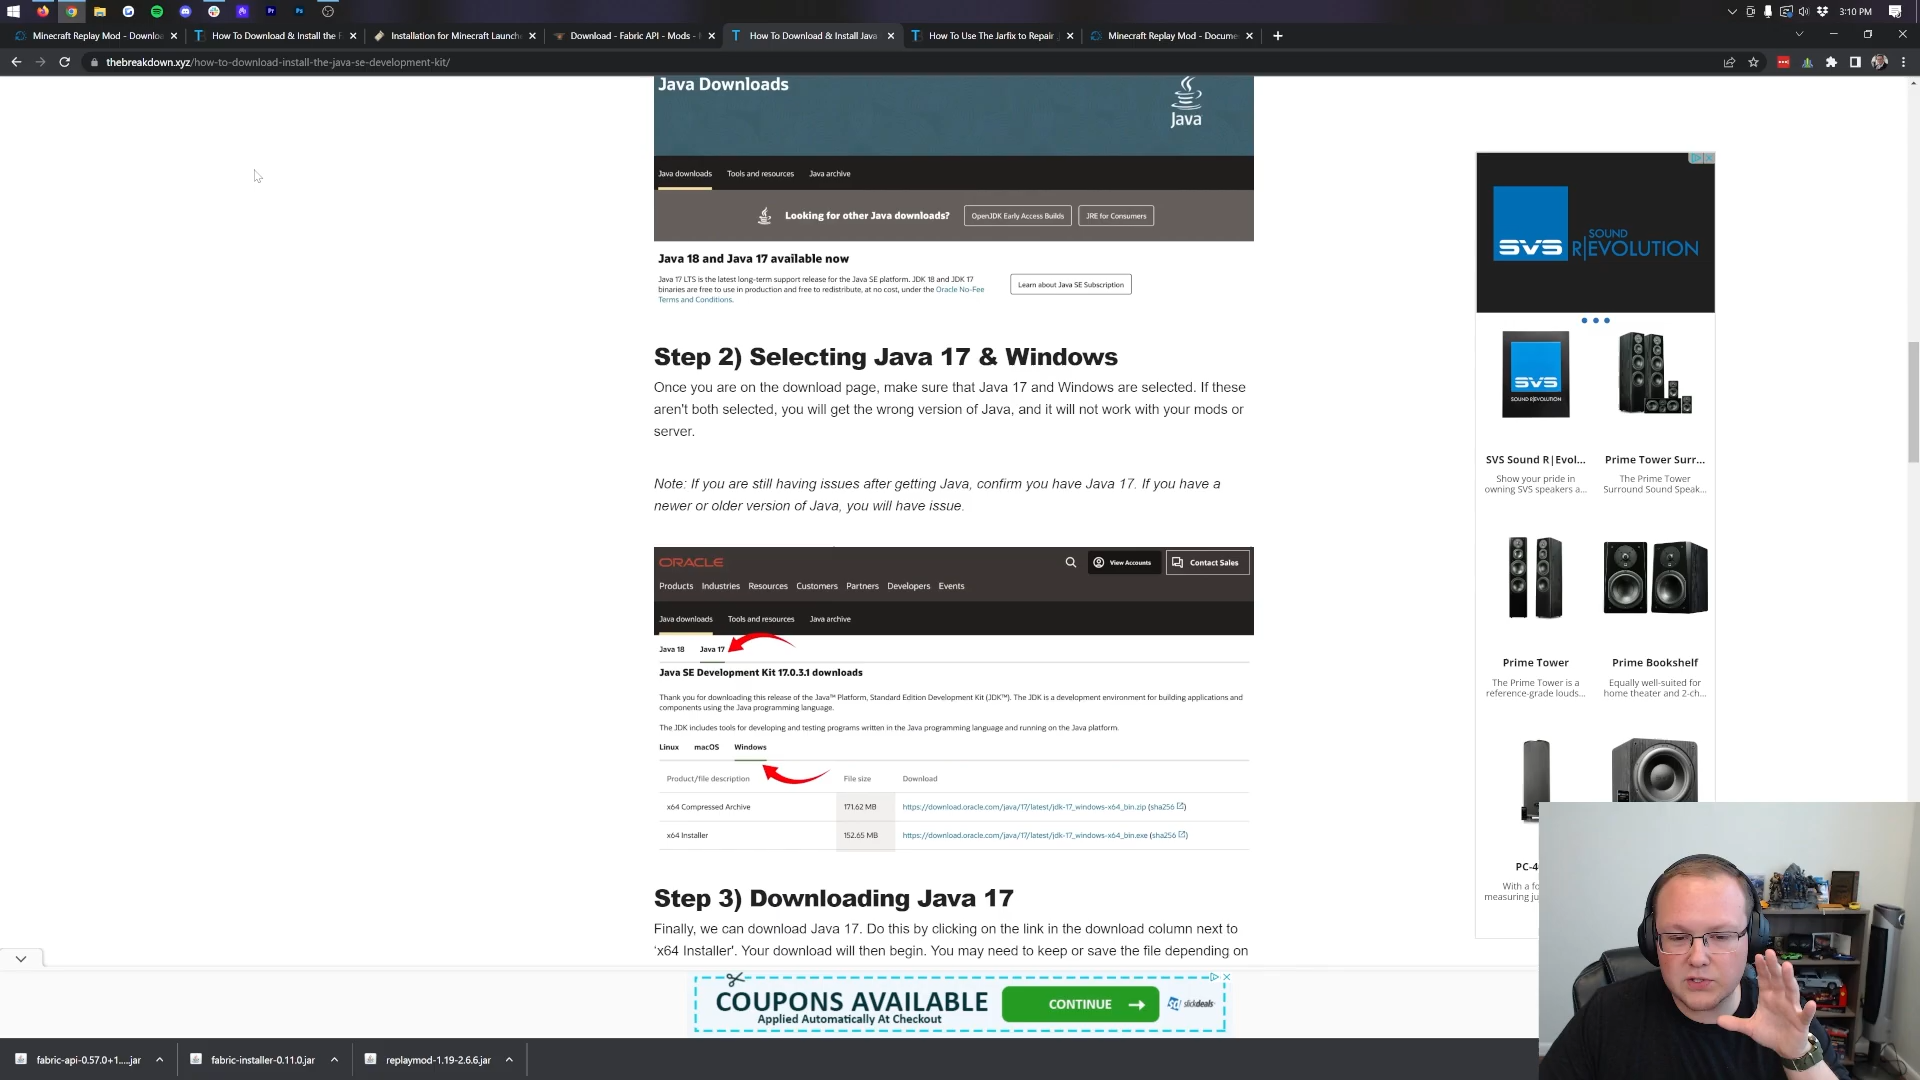 3:10 PM
Minecraft Replay Mod - Downloa
How To Download & Install the F
Installation for Minecraft Launch
Download - Fabric API - Mods -
How To Download & Install Java
How To Use The Jarfix to Repair
Minecraft Replay Mod - Docume
thebreakdown.xyz/how-to-download-install-the-java-se-development-kit/
Java Downloads
Java
Java downloads
Tools and resources
Java archive
Looking for other Java downloads?
OpenJDK Early Access Builds
JRE for Consumers
Java 18 and Java 17 available now
Java 17 LTS is the latest long-term support release for the Java SE platform. JDK 18 and JDK 17
binaries are free to use in production and free to redistribute, at no cost, under the Oracle No-Fee
Terms and Conditions.
Learn about Java SE Subscription
Step 2) Selecting Java 17 & Windows
Once you are on the download page, make sure that Java 17 and Windows are selected. If these
aren't both selected, you will get the wrong version of Java, and it will not work with your mods or
server.
Note: If you are still having issues after getting Java, confirm you have Java 17. If you have a
newer or older version of Java, you will have issue.
ORACLE
View Accounts
Contact Sales
Products Industries Resources Customers Partners Developers Events
Java downloads
Tools and resources
Java archive
Java 18
Java 17
Java SE Development Kit 17.0.3.1 downloads
Thank you for downloading this release of the Java™ Platform, Standard Edition Development Kit (JDK™). The JDK is a development environment for building applications and
components using the Java programming language.
The JDK includes tools for developing and testing programs written in the Java programming language and running on the Java platform.
Linux
macOS
Windows
Product/file description
File size
Download
x64 Compressed Archive
171.62 MB
https://download.oracle.com/java/17/latest/jdk-17_windows-x64_bin.zip (sha256)
x64 Installer
152.65 MB
https://download.oracle.com/java/17/latest/jdk-17_windows-x64_bin.exe (sha256)
Step 3) Downloading Java 17
Finally, we can download Java 17. Do this by clicking on the link in the download column next to
'x64 Installer'. Your download will then begin. You may need to keep or save the file depending on
SVS
SOUND
R|EVOLUTION
SVS
SOUND R|EVOLUTION
SVS Sound R|Evol...
Show your pride in
owning SVS speakers a...
Prime Tower Surr...
The Prime Tower
Surround Sound Speak...
Prime Tower
The Prime Tower is a
reference-grade louds...
Prime Bookshelf
Equally well-suited for
home theater and 2-ch...
PC-4
With a fo
measuring ju
COUPONS AVAILABLE
Applied Automatically At Checkout
CONTINUE
slickdeals
fabric-api-0.57.0+1....jar
fabric-installer-0.11.0.jar
replaymod-1.19-2.6.6.jar